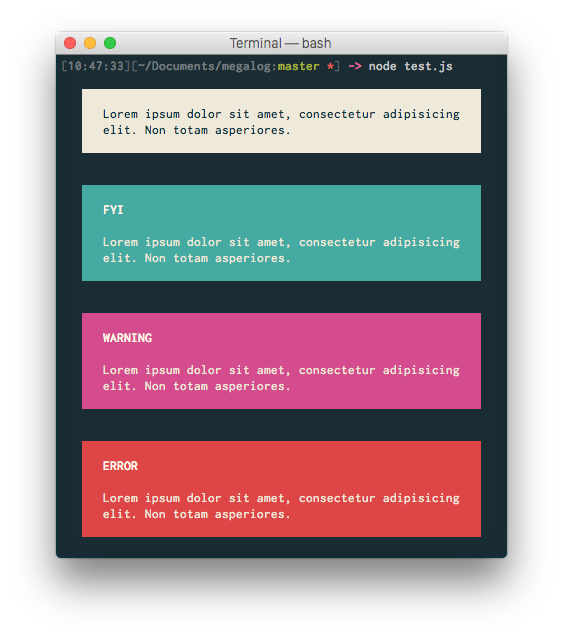 Terminal — bash
[10:47:33][~/Documents/megalog:master *] -> node test.js
Lorem ipsum dolor sit amet, consectetur adipisicing
elit. Non totam asperiores.
FYI
Lorem ipsum dolor sit amet, consectetur adipisicing
elit. Non totam asperiores.
WARNING
Lorem ipsum dolor sit amet, consectetur adipisicing
elit. Non totam asperiores.
ERROR
Lorem ipsum dolor sit amet, consectetur adipisicing
elit. Non totam asperiores.